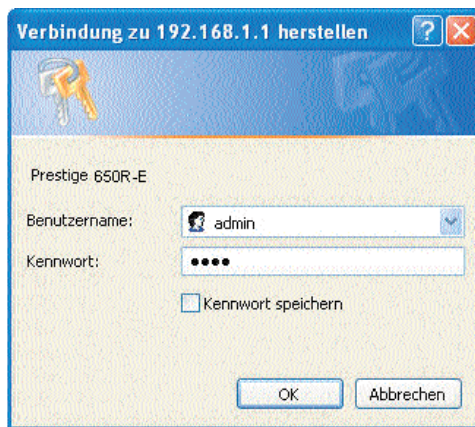 Verbindung zu 192.168.1.1 herstellen
Prestige 650R-E
Benutzername: admin
Kennwort: ●●●●
Kennwort speichern
OK Abbrechen